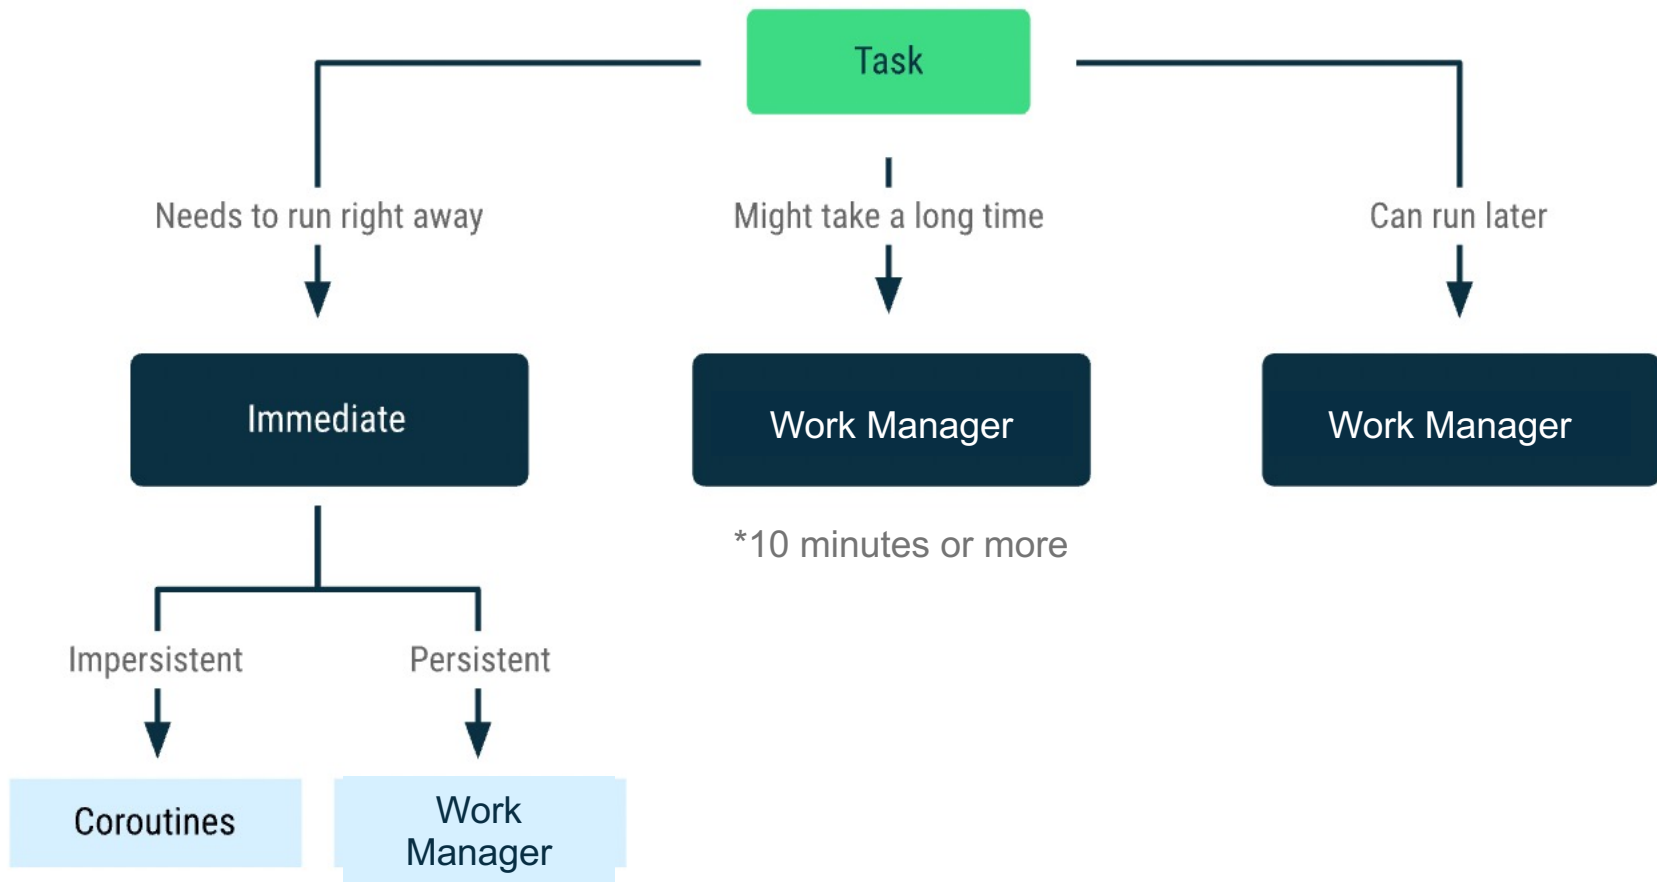 Task
Needs to run right away
Might take a long time
Can run later
Immediate
Work Manager
Work Manager
*10 minutes or more
Impersistent
Persistent
Coroutines
Work
Manager